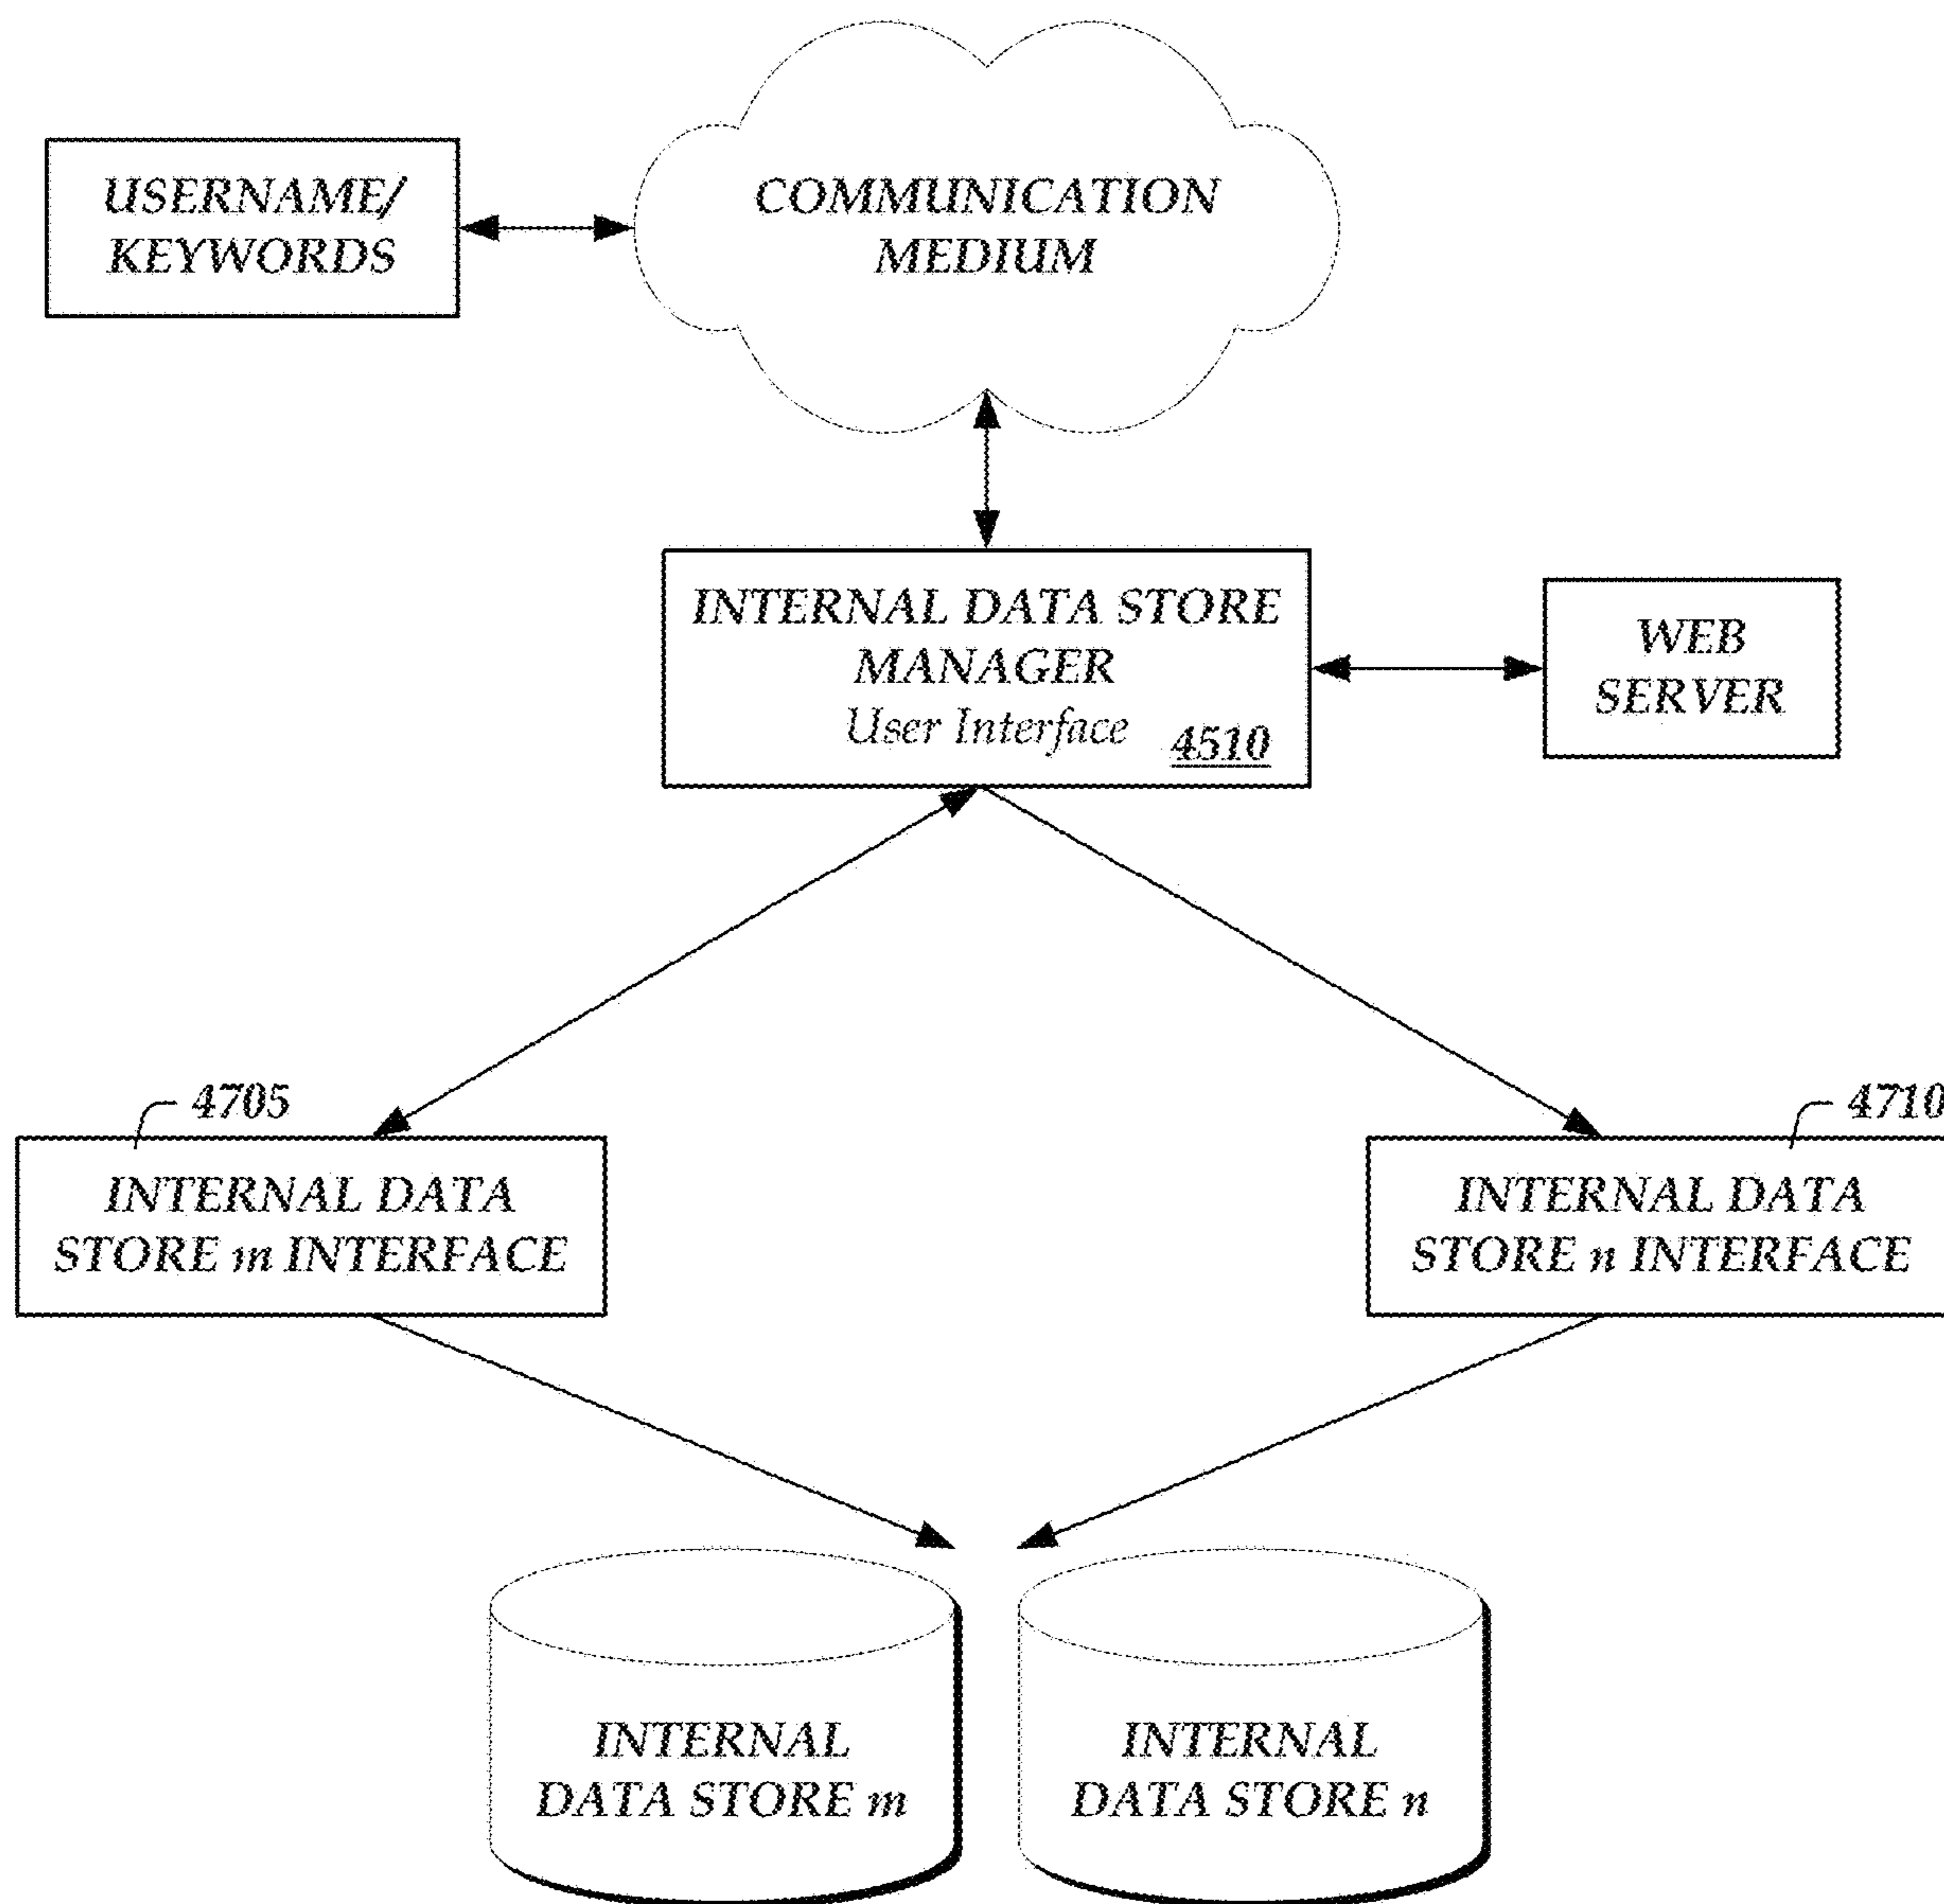 USERNAME/
KEYWORDS
COMMUNICATION
MEDIUM
INTERNAL DATA STORE
MANAGER
User Interface
4510
WEB
SERVER
4705
INTERNAL DATA
STORE m INTERFACE
4710
INTERNAL DATA
STORE n INTERFACE
INTERNAL
DATA STORE m
INTERNAL
DATA STORE n